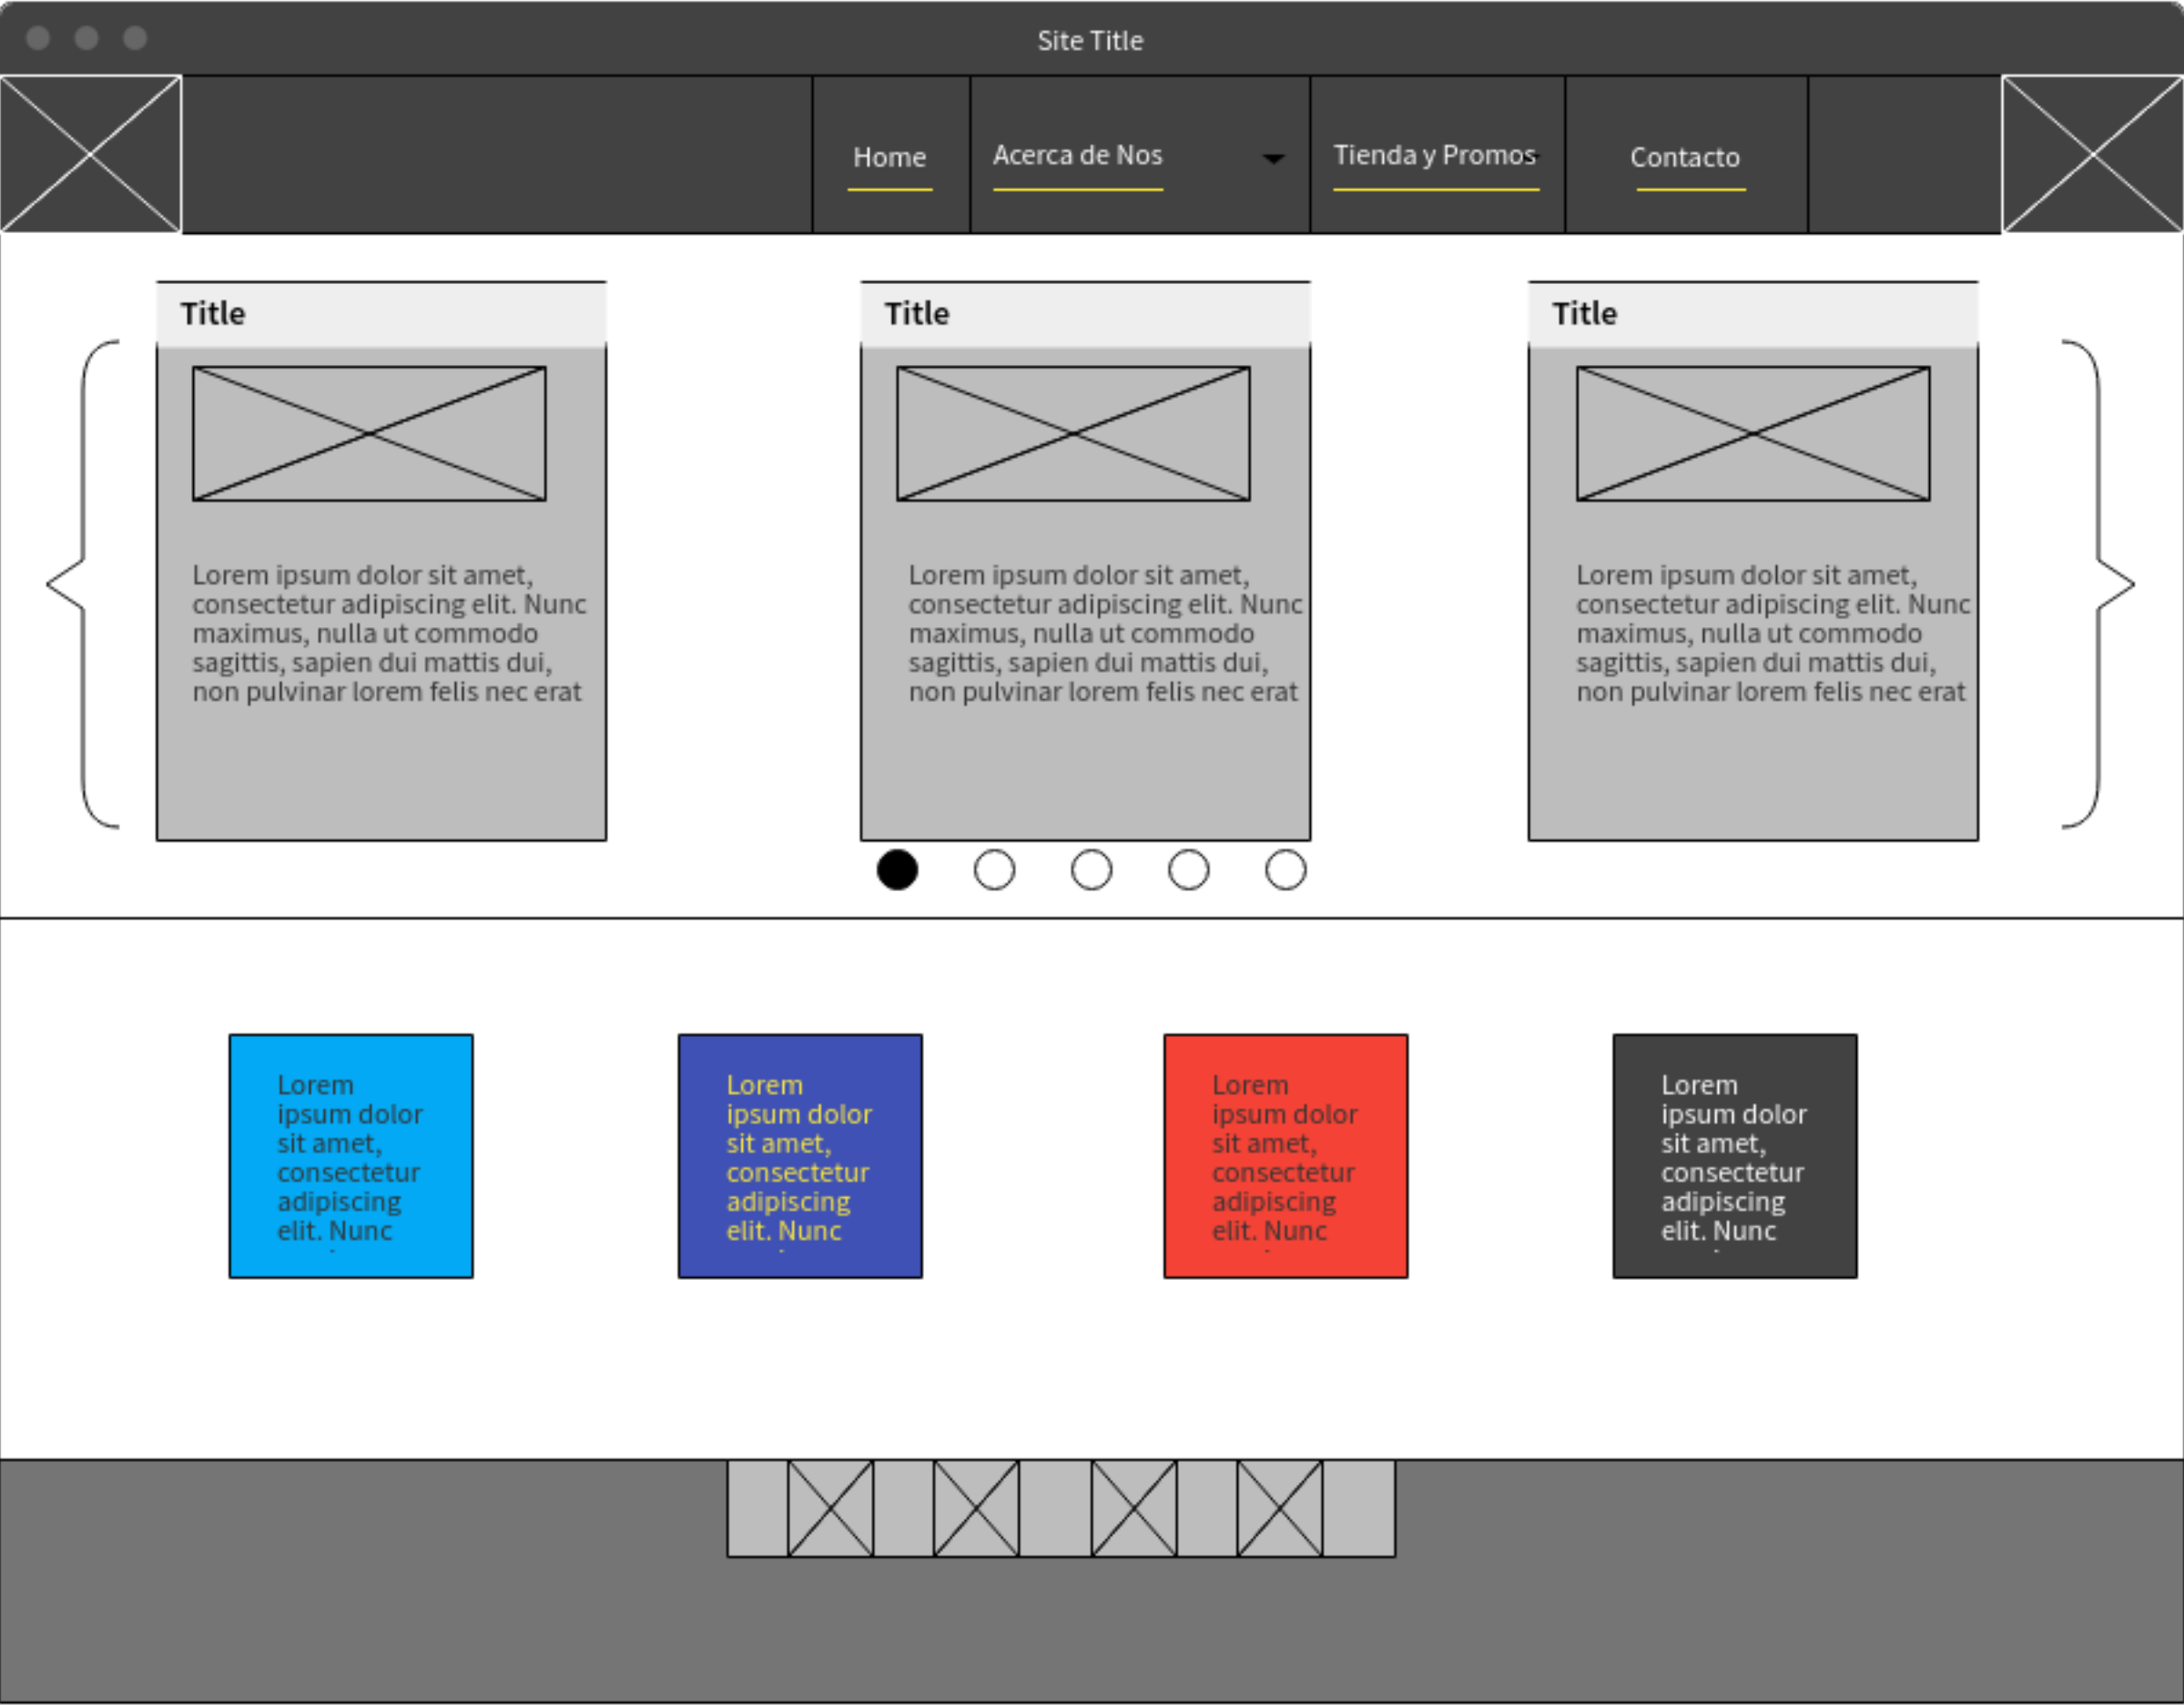 Site Title
Home
Acerca de Nos
Tienda y Promos
Contacto
Title
Lorem ipsum dolor sit amet,
consectetur adipiscing elit. Nunc
maximus, nulla ut commodo
sagittis, sapien dui mattis dui,
non pulvinar lorem felis nec erat
Title
Lorem ipsum dolor sit amet,
consectetur adipiscing elit. Nunc
maximus, nulla ut commodo
sagittis, sapien dui mattis dui,
non pulvinar lorem felis nec erat
Title
Lorem ipsum dolor sit amet,
consectetur adipiscing elit. Nunc
maximus, nulla ut commodo
sagittis, sapien dui mattis dui,
non pulvinar lorem felis nec erat
Lorem
ipsum dolor
sit amet,
consectetur
adipiscing
elit. Nunc
Lorem
ipsum dolor
sit amet,
consectetur
adipiscing
elit. Nunc
Lorem
ipsum dolor
sit amet,
consectetur
adipiscing
elit. Nunc
Lorem
ipsum dolor
sit amet,
consectetur
adipiscing
elit. Nunc